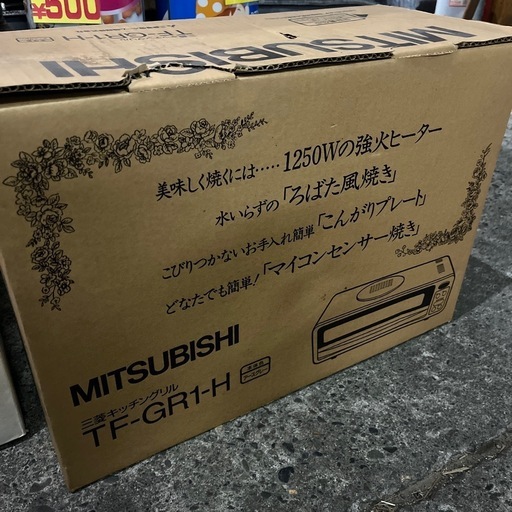 ¥500
MITSUBISHI
美味しく焼くには‥‥‥1250Wの強火ヒーター
水いらずの「ろばた風焼き」
こびりつかないお手入れ簡単「こんがりプレート」
どなたでも簡単!「マイコンセンサー焼き」
MITSUBISHI
三菱キッチングリル
TF-GR1-H